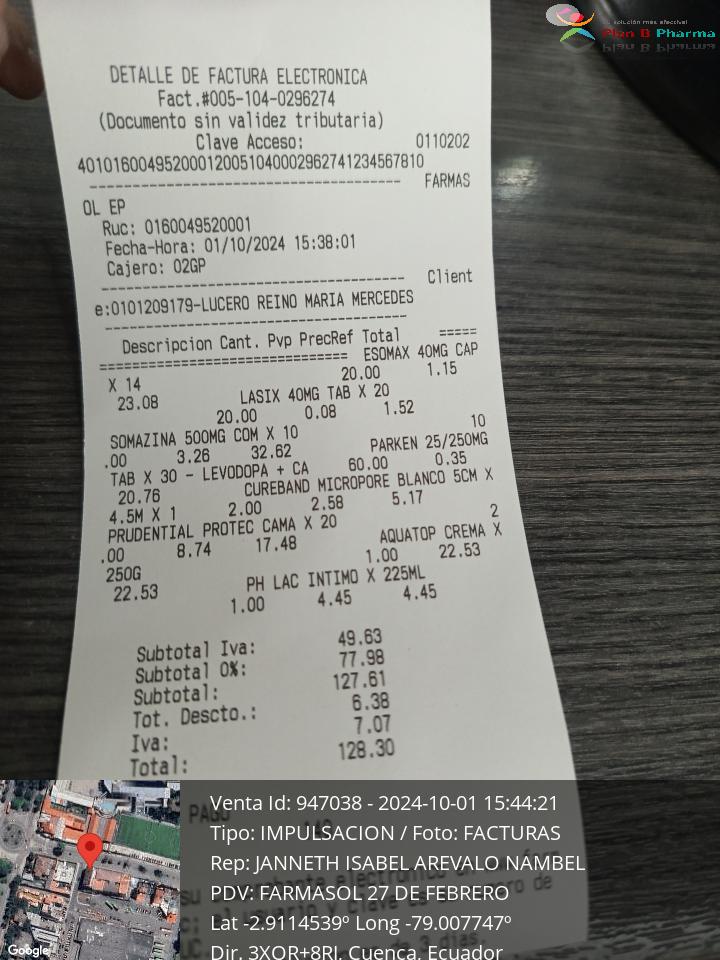 tu solución más efectiva!
Plan B Pharma
DETALLE DE FACTURA ELECTRONICA
Fact.#005-104-0296274
(Documento sin validez tributaria)
Clave Acceso: 0110202
401016004952000120051040002962741234567810
---------------------------------- FARMAS
OL EP
Ruc: 0160049520001
Fecha-Hora: 01/10/2024 15:38:01
Cajero: 02GP
---------------------------------- Client
e:0101209179-LUCERO REINO MARIA MERCEDES
----------------------------------
Descripcion Cant. Pvp PrecRef Total =====
============================== ESOMAX 40MG CAP
X 14 20.00 1.15
23.08 LASIX 40MG TAB X 20
20.00 0.08 1.52
SOMAZINA 500MG COM X 10 10
.00 3.26 32.62 PARKEN 25/250MG
TAB X 30 - LEVODOPA + CA 60.00 0.35
20.76 CUREBAND MICROPORE BLANCO 5CM X
4.5M X 1 2.00 2.58 5.17
PRUDENTIAL PROTEC CAMA X 20 2
.00 8.74 17.48 AQUATOP CREMA X
250G 1.00 22.53
22.53 PH LAC INTIMO X 225ML
1.00 4.45 4.45
Subtotal Iva: 49.63
Subtotal 0%: 77.98
Subtotal: 127.61
Tot. Descto.: 6.38
Iva: 7.07
Total: 128.30
PAGO
Venta Id: 947038 - 2024-10-01 15:44:21
Tipo: IMPULSACION / Foto: FACTURAS
Rep: JANNETH ISABEL AREVALO NAMBEL
PDV: FARMASOL 27 DE FEBRERO
Lat -2.9114539º Long -79.007747º
Dir. 3XQR+8RJ, Cuenca, Ecuador
Google